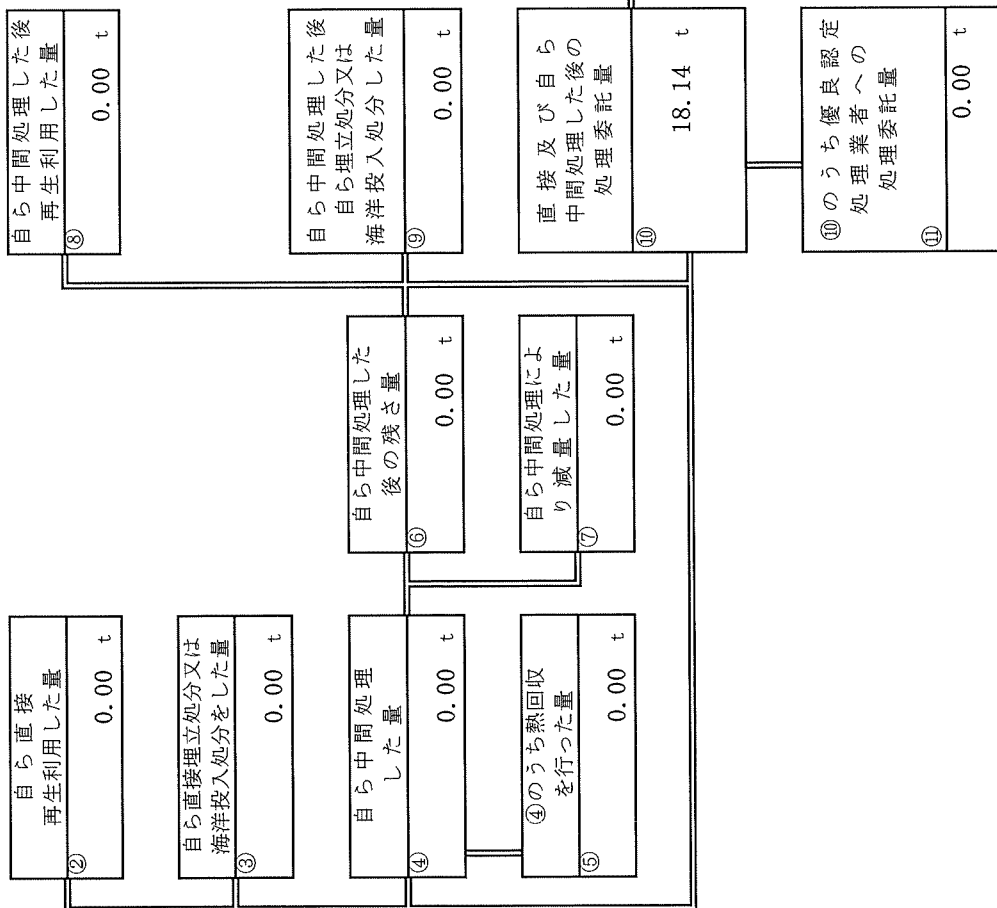 自ら直接
再生利用した量
②
0.00 t
自ら直接埋立処分又は
海洋投入処分をした量
③
0.00 t
自ら中間処理
した量
④
0.00 t
④のうち熱回収
を行った量
⑤
0.00 t
自ら中間処理した
後の残さ量
⑥
0.00 t
自ら中間処理によ
り減量した量
⑦
0.00 t
自ら中間処理した後
再生利用した量
⑧
0.00 t
自ら中間処理した後
自ら埋立処分又は
海洋投入処分した量
⑨
0.00 t
直接及び自ら
中間処理した後の
処理委託量
⑩
18.14 t
⑩のうち優良認定
処理業者への
処理委託量
⑪
0.00 t